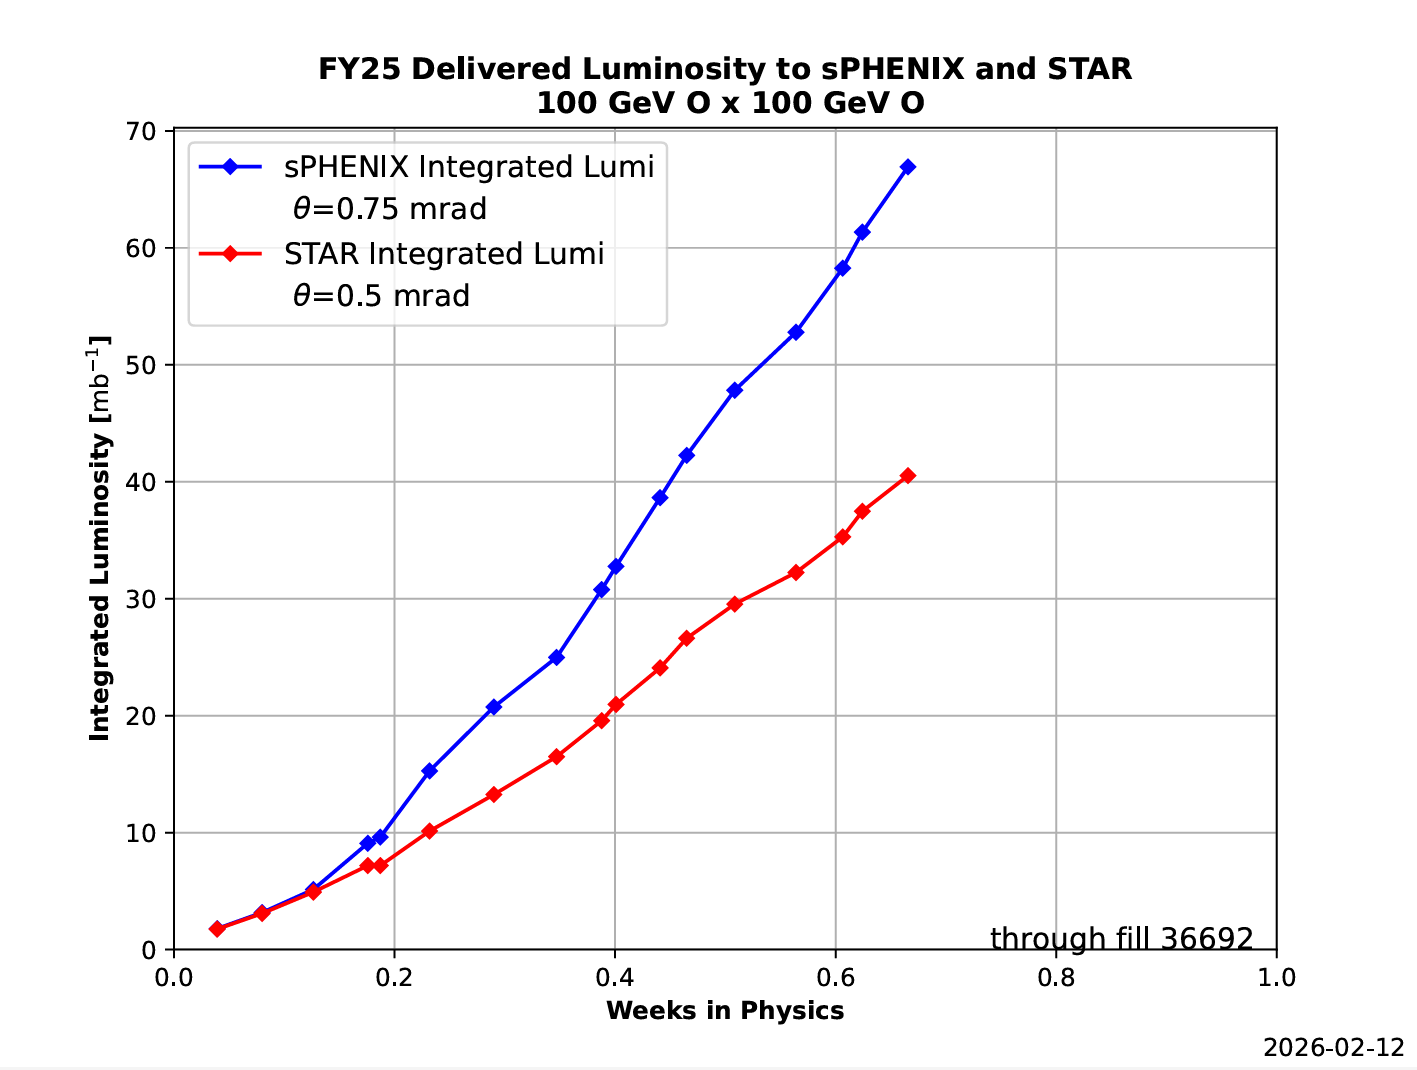 FY25 Delivered Luminosity to sPHENIX and STAR
100 GeV O x 100 GeV O
sPHENIX Integrated Lumi
θ=0.75 mrad
STAR Integrated Lumi
θ=0.5 mrad
Integrated Luminosity [mb⁻¹]
70
60
50
40
30
20
10
0
0.0 0.2 0.4 0.6 0.8 1.0
through fill 36692
Weeks in Physics
2026-02-12